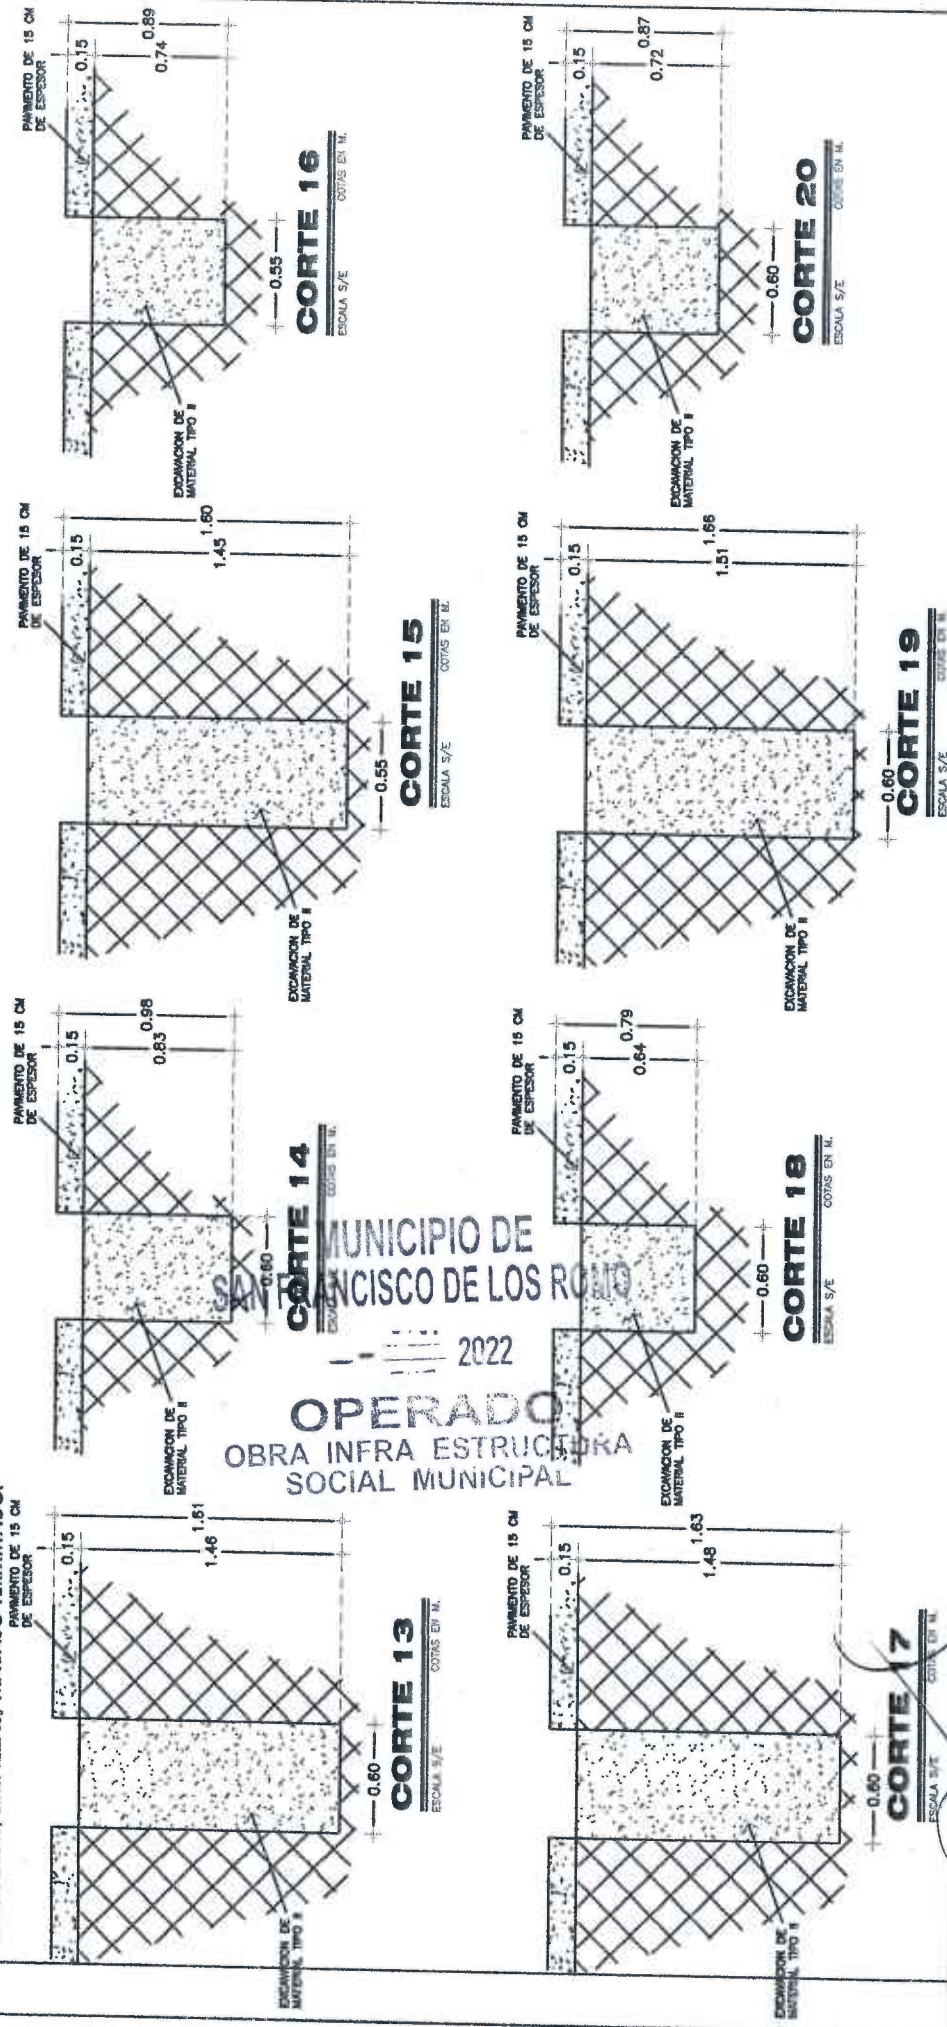 PAVIMENTO DE 15 CM
DE ESPESOR
0.15
1.46
1.61
EXCAVACION DE
MATERIAL TIPO II
0.60
CORTE 13
ESCALA S/E COTAS EN M.
PAVIMENTO DE 15 CM
DE ESPESOR
0.15
0.83
0.98
EXCAVACION DE
MATERIAL TIPO II
0.60
CORTE 14
COTAS EN M.
PAVIMENTO DE 15 CM
DE ESPESOR
0.15
1.45
1.60
EXCAVACION DE
MATERIAL TIPO II
0.55
CORTE 15
ESCALA S/E COTAS EN M.
PAVIMENTO DE 15 CM
DE ESPESOR
0.15
0.74
0.89
EXCAVACION DE
MATERIAL TIPO II
0.55
CORTE 16
ESCALA S/E COTAS EN M.
PAVIMENTO DE 15 CM
DE ESPESOR
0.15
1.48
1.63
EXCAVACION DE
MATERIAL TIPO II
0.60
CORTE 17
ESCALA S/E COTAS EN M.
PAVIMENTO DE 15 CM
DE ESPESOR
0.15
0.64
0.79
EXCAVACION DE
MATERIAL TIPO II
0.60
CORTE 18
ESCALA S/E COTAS EN M.
PAVIMENTO DE 15 CM
DE ESPESOR
0.15
1.51
1.66
EXCAVACION DE
MATERIAL TIPO II
0.60
CORTE 19
ESCALA S/E COTAS EN M.
PAVIMENTO DE 15 CM
DE ESPESOR
0.15
0.72
0.87
EXCAVACION DE
MATERIAL TIPO II
0.60
CORTE 20
ESCALA S/E COTAS EN M.
MUNICIPIO DE
SAN FRANCISCO DE LOS ROMO
2022
OPERADO
OBRA INFRA ESTRUCTURA
SOCIAL MUNICIPAL